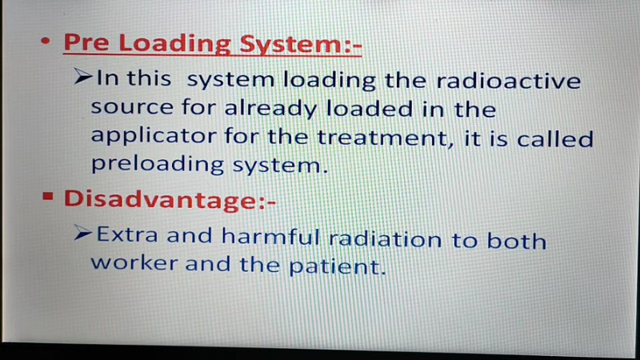 • Pre Loading System:-
➢In this system loading the radioactive
source for already loaded in the
applicator for the treatment, it is called
preloading system.
▪ Disadvantage:-
➢Extra and harmful radiation to both
worker and the patient.